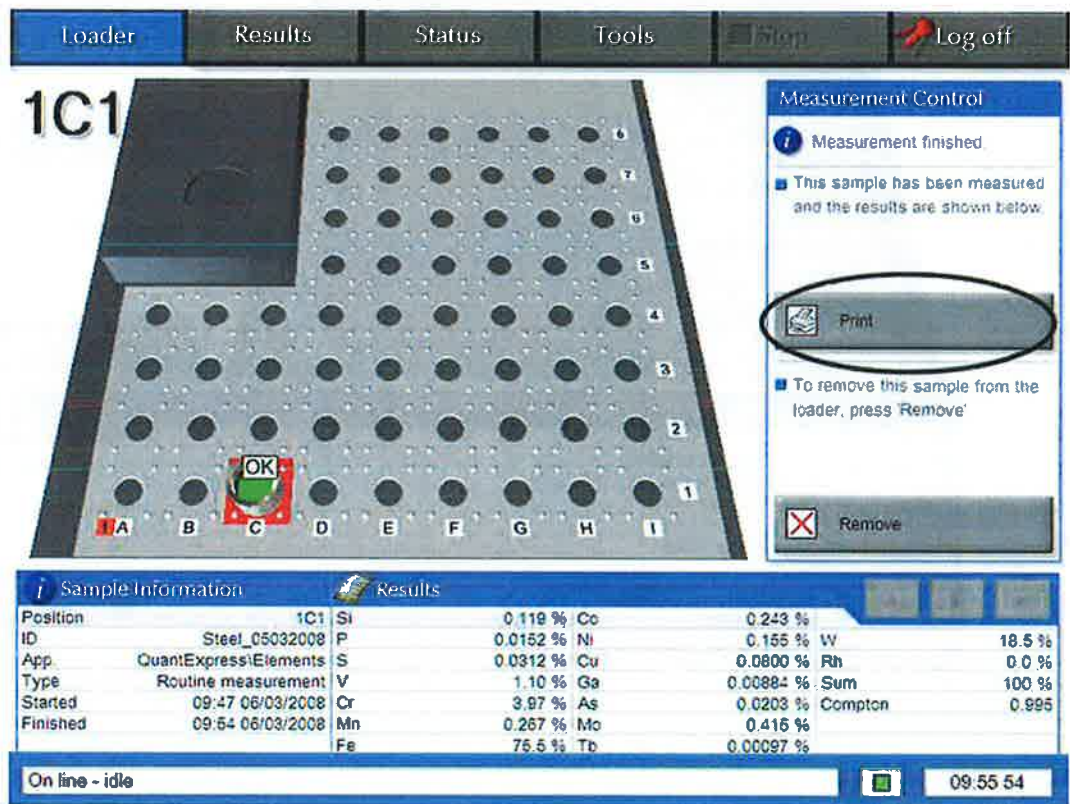 Loader Results Status Tools Stop Log off
1C1
Measurement Control
Measurement finished
This sample has been measured
and the results are shown below.
Print
To remove this sample from the
loader, press 'Remove'
Remove
6
7
6
5
4
3
2
1
OK
1 A B C D E F G H I
Sample Information Results
Position 1C1 Si 0.119 % Co 0.243 %
ID Steel_05032008 P 0.0152 % Ni 0.155 % W 18.5 %
App. QuantExpress\Elements S 0.0312 % Cu 0.0800 % Rh 0.0 %
Type Routine measurement V 1.10 % Ga 0.00884 % Sum 100 %
Started 09:47 06/03/2008 Cr 3.97 % As 0.0203 % Compton 0.995
Finished 09:54 06/03/2008 Mn 0.267 % Mo 0.415 %
Fe 75.5 % Tb 0.00097 %
On line - idle 09:55 54